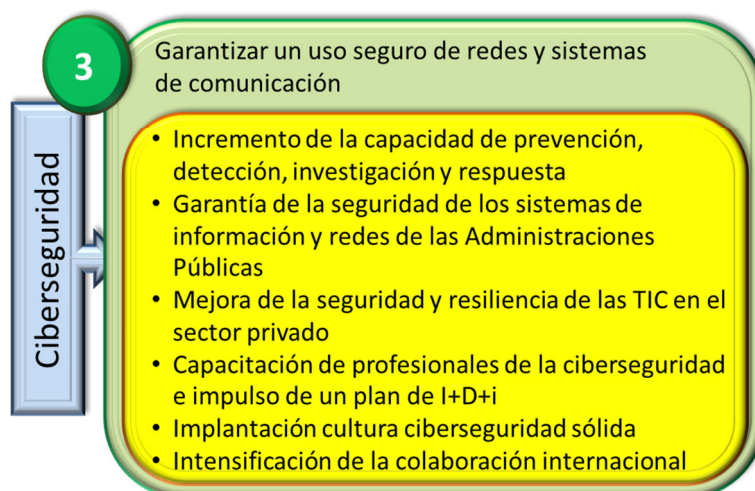 3
Garantizar un uso seguro de redes y sistemas
de comunicación
Ciberseguridad
• Incremento de la capacidad de prevención,
detección, investigación y respuesta
• Garantía de la seguridad de los sistemas de
información y redes de las Administraciones
Públicas
• Mejora de la seguridad y resiliencia de las TIC en el
sector privado
• Capacitación de profesionales de la ciberseguridad
e impulso de un plan de I+D+i
• Implantación cultura ciberseguridad sólida
• Intensificación de la colaboración internacional